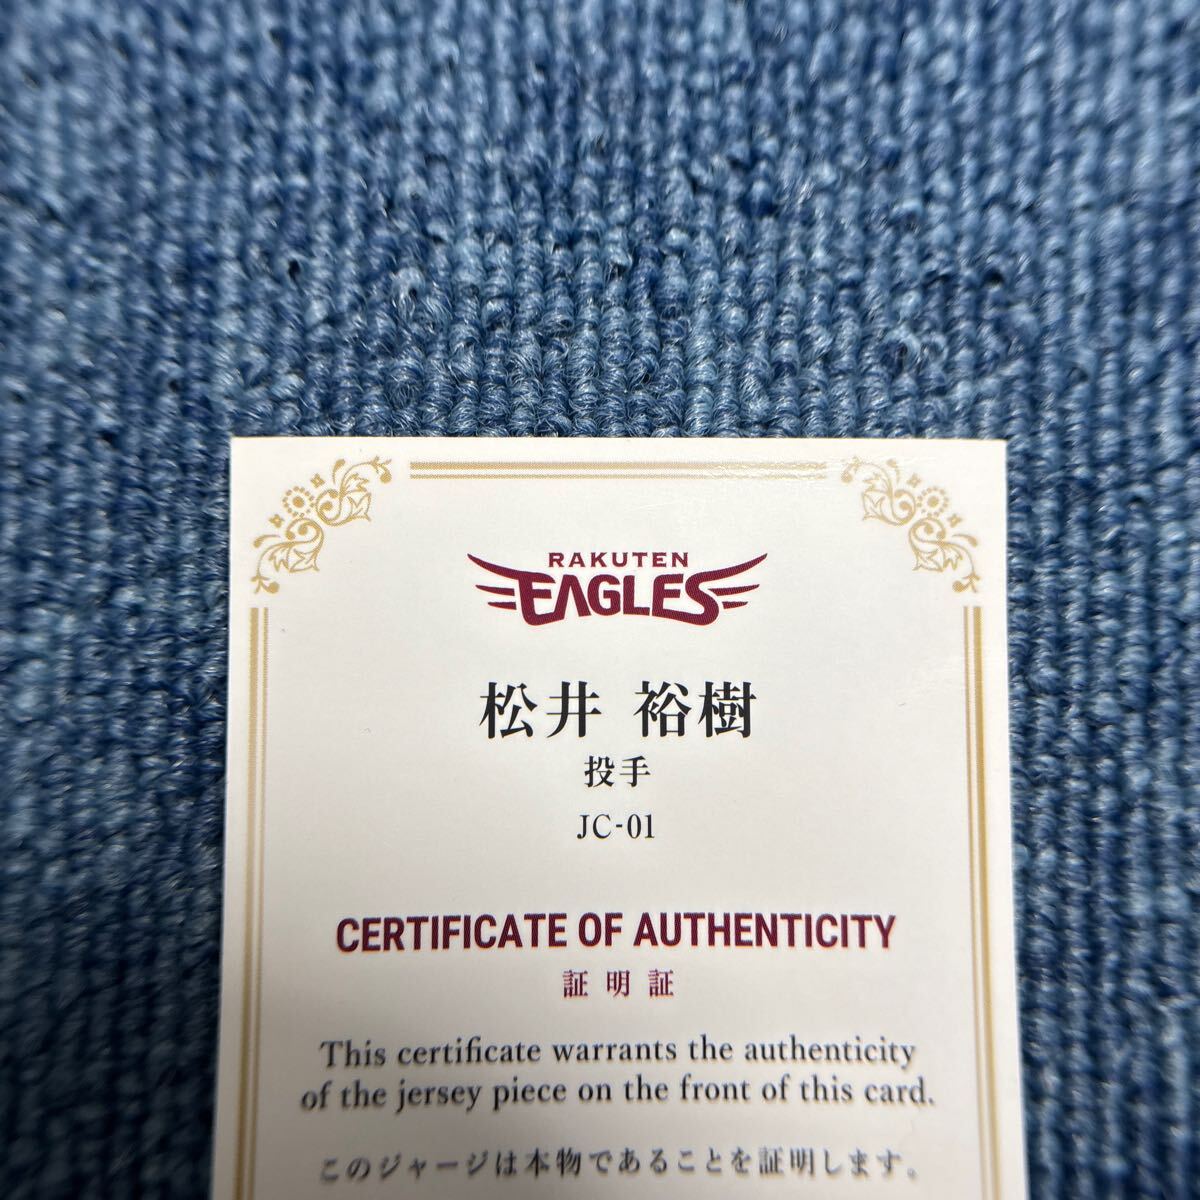 RAKUTEN
EAGLES
松井 裕樹
投手
JC-01
CERTIFICATE OF AUTHENTICITY
証明証
This certificate warrants the authenticity
of the jersey piece on the front of this card.
このジャージは本物であることを証明します。